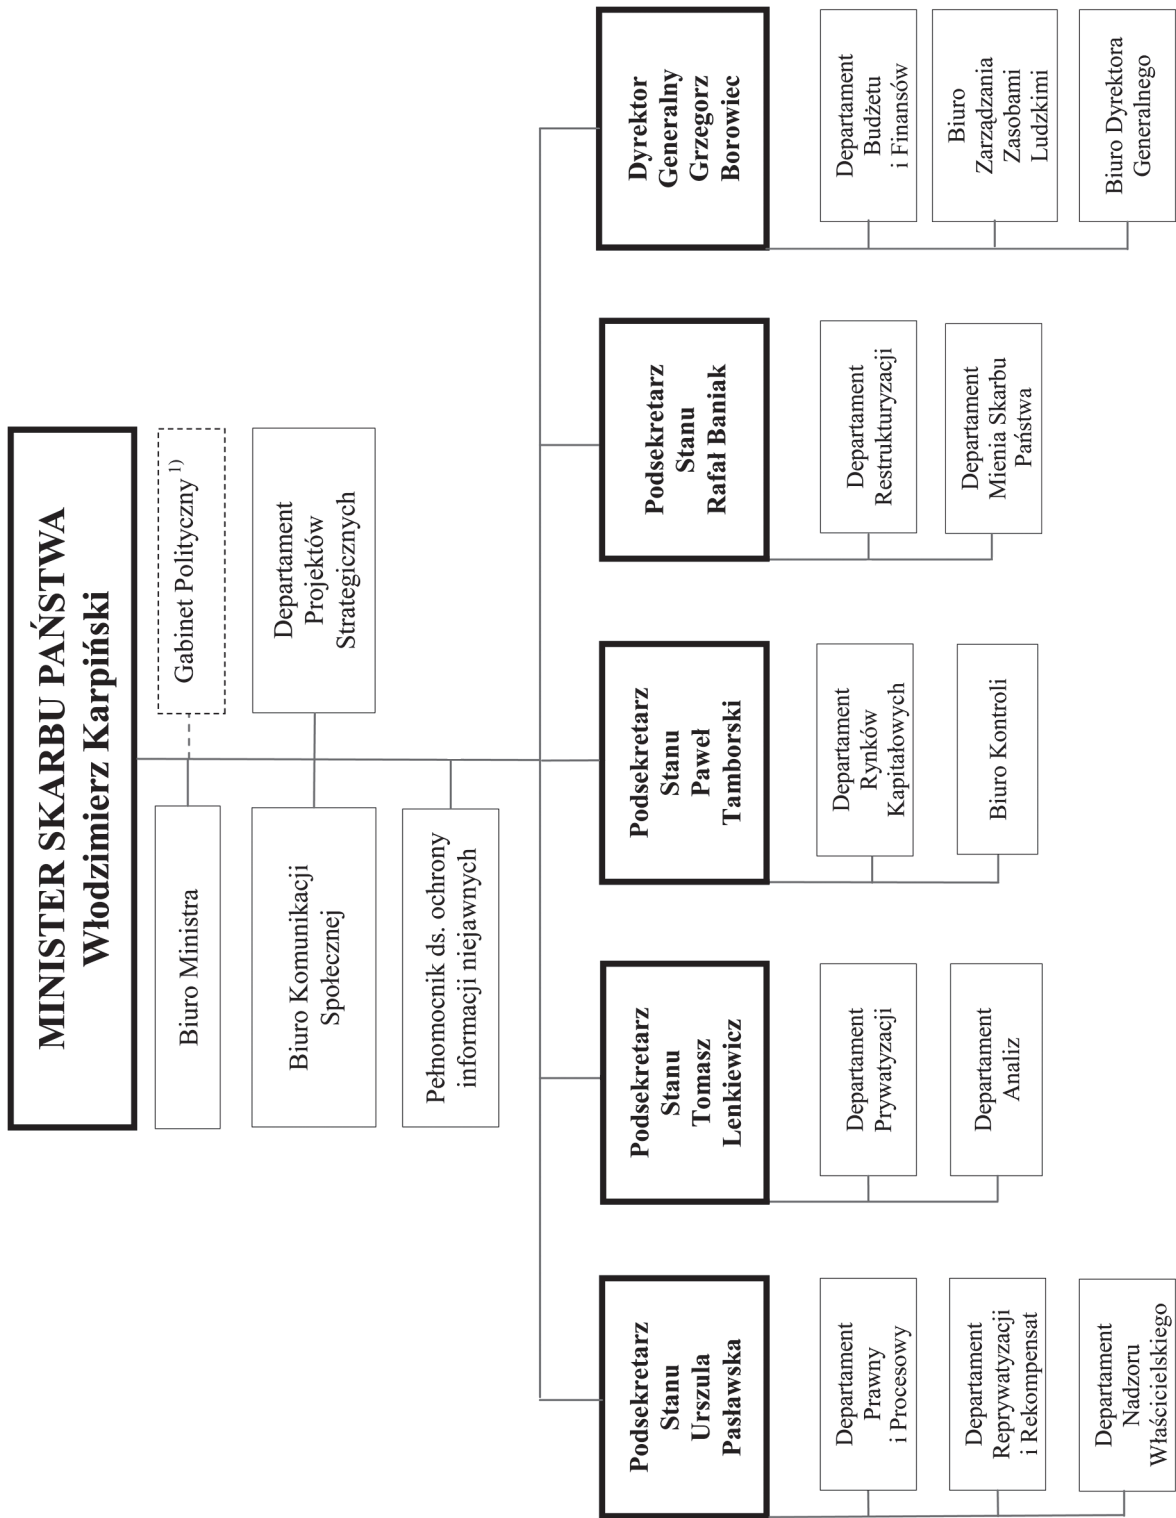 MINISTER SKARBU PAŃSTWA
Włodzimierz Karpiński
Biuro Ministra
Gabinet Polityczny 1)
Biuro Komunikacji
Społecznej
Departament
Projektów
Strategicznych
Pełnomocnik ds. ochrony
informacji niejawnych
Podsekretarz
Stanu
Urszula
Pasławska
Departament
Prawny
i Procesowy
Departament
Reprywatyzacji
i Rekompensat
Departament
Nadzoru
Właścicielskiego
Podsekretarz
Stanu
Tomasz
Lenkiewicz
Departament
Prywatyzacji
Departament
Analiz
Podsekretarz
Stanu
Paweł
Tamborski
Departament
Rynków
Kapitałowych
Biuro Kontroli
Podsekretarz
Stanu
Rafał Baniak
Departament
Restrukturyzacji
Departament
Mienia Skarbu
Państwa
Dyrektor
Generalny
Grzegorz
Borowiec
Departament
Budżetu
i Finansów
Biuro
Zarządzania
Zasobami
Ludzkimi
Biuro Dyrektora
Generalnego